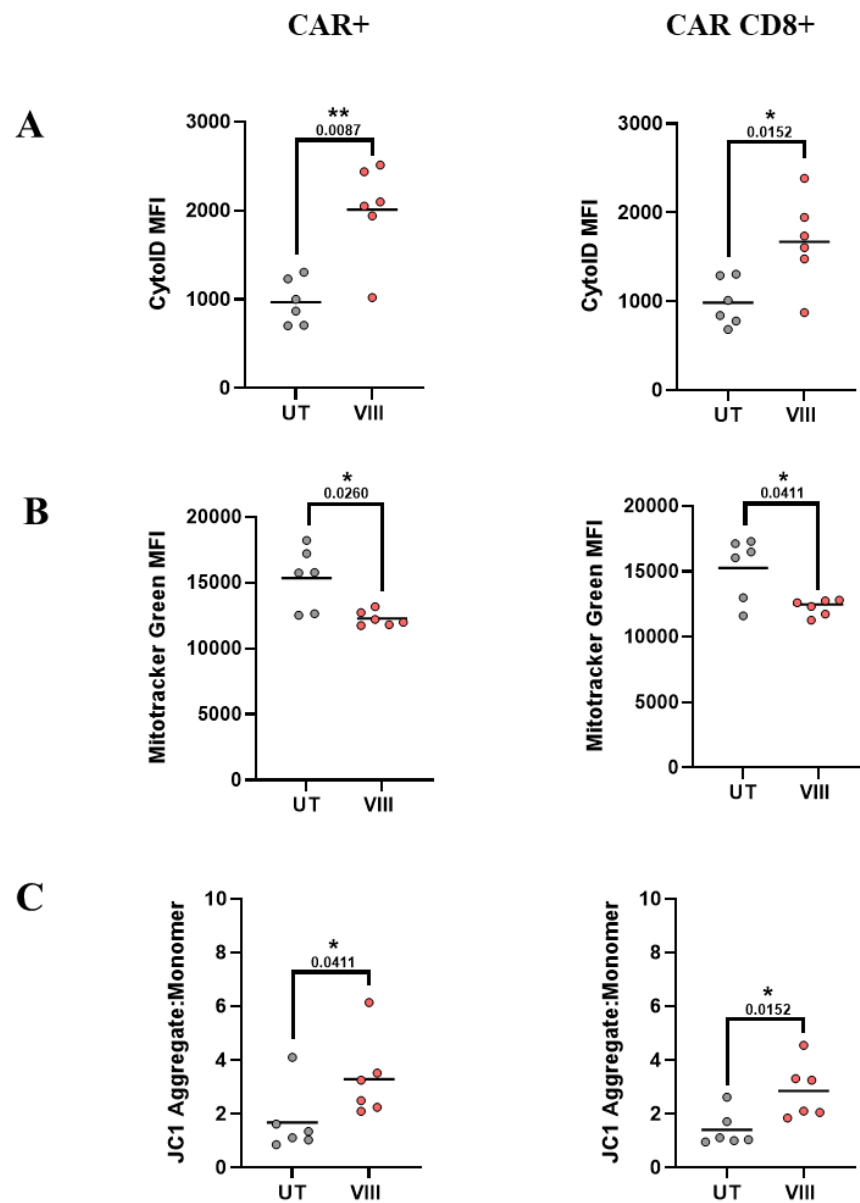 CAR+
CAR CD8+
A
CytoID MFI
3000
2000
1000
0
**
0.0087
UT
VIII
CytoID MFI
3000
2000
1000
0
*
0.0152
UT
VIII
B
Mitotracker Green MFI
20000
15000
10000
5000
0
*
0.0260
UT
VIII
Mitotracker Green MFI
20000
15000
10000
5000
0
*
0.0411
UT
VIII
C
JC1 Aggregate:Monomer
10
8
6
4
2
0
*
0.0411
UT
VIII
JC1 Aggregate:Monomer
10
8
6
4
2
0
*
0.0152
UT
VIII